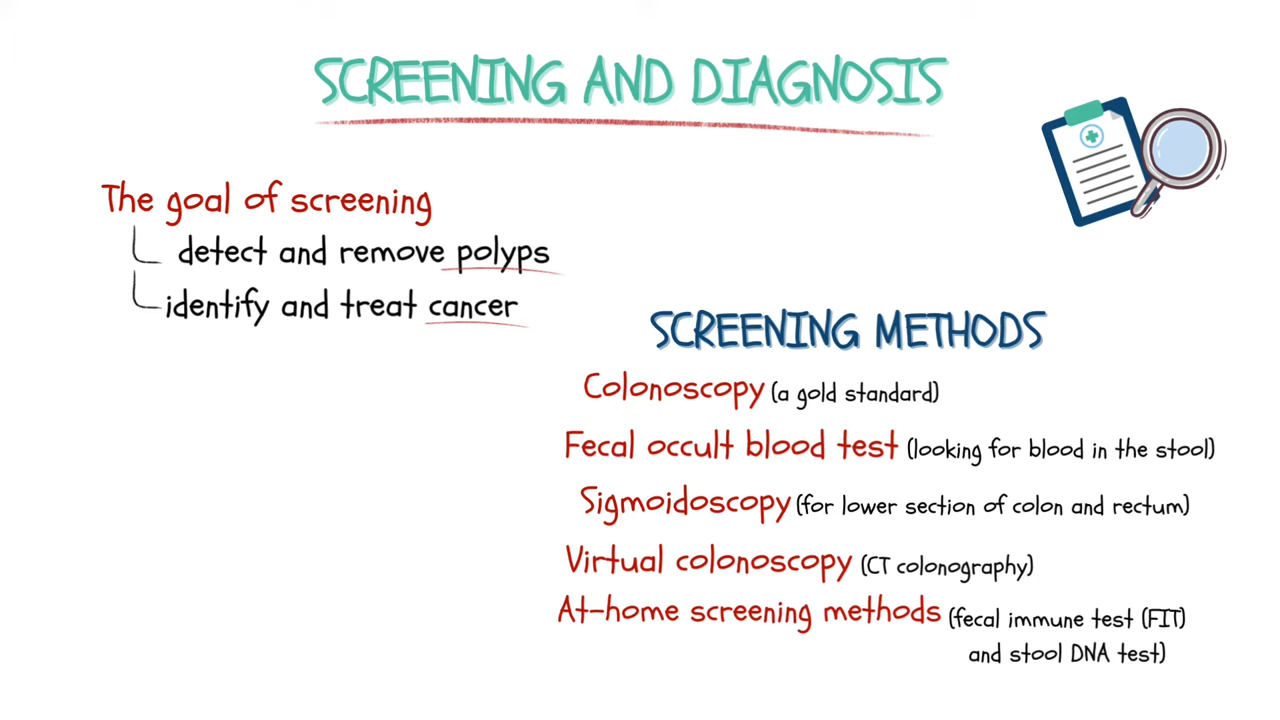 SCREENING AND DIAGNOSIS
The goal of screening
detect and remove polyps
identify and treat cancer
SCREENING METHODS
Colonoscopy (a gold standard)
Fecal occult blood test (looking for blood in the stool)
Sigmoidoscopy (for lower section of colon and rectum)
Virtual colonoscopy (CT colonography)
At-home screening methods (fecal immune test (FIT)
and stool DNA test)